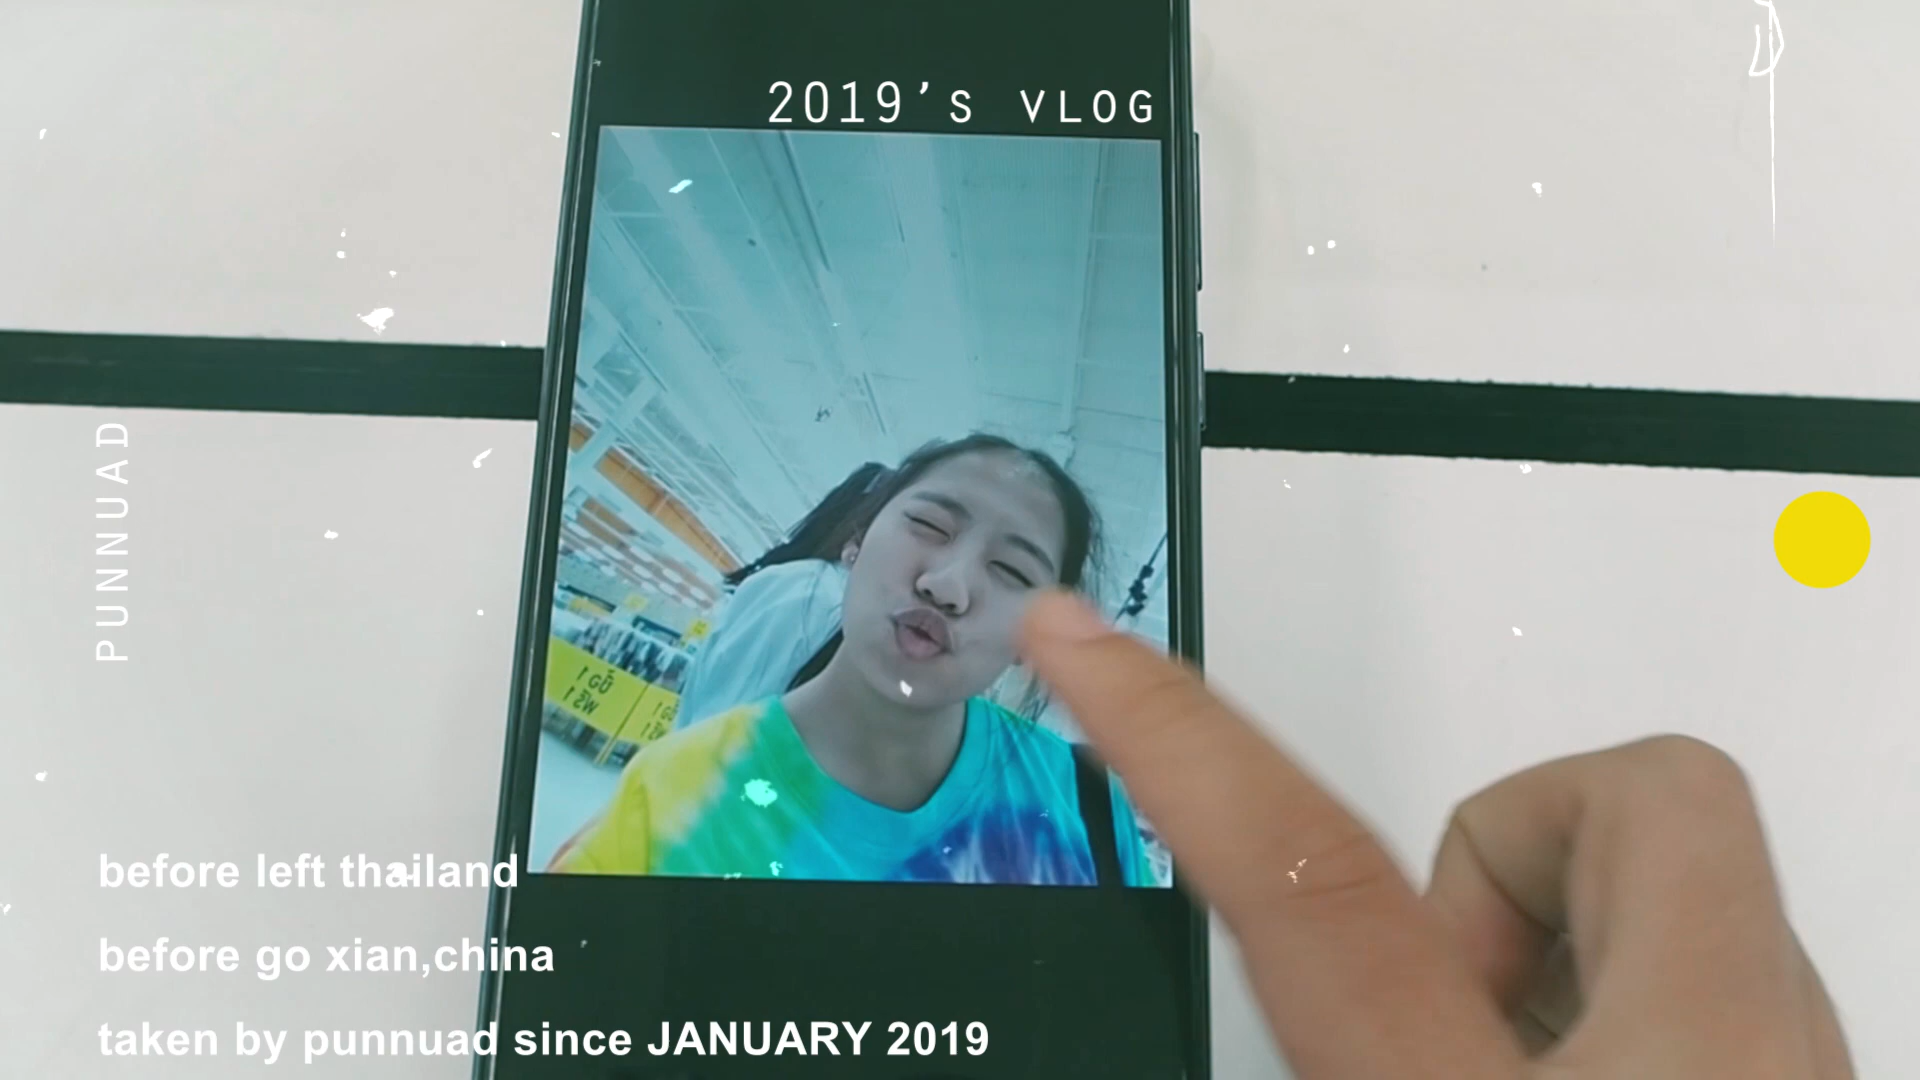 2019's VLOG
PUNNUAD
before left thailand
before go xian,china
taken by punnuad since JANUARY 2019